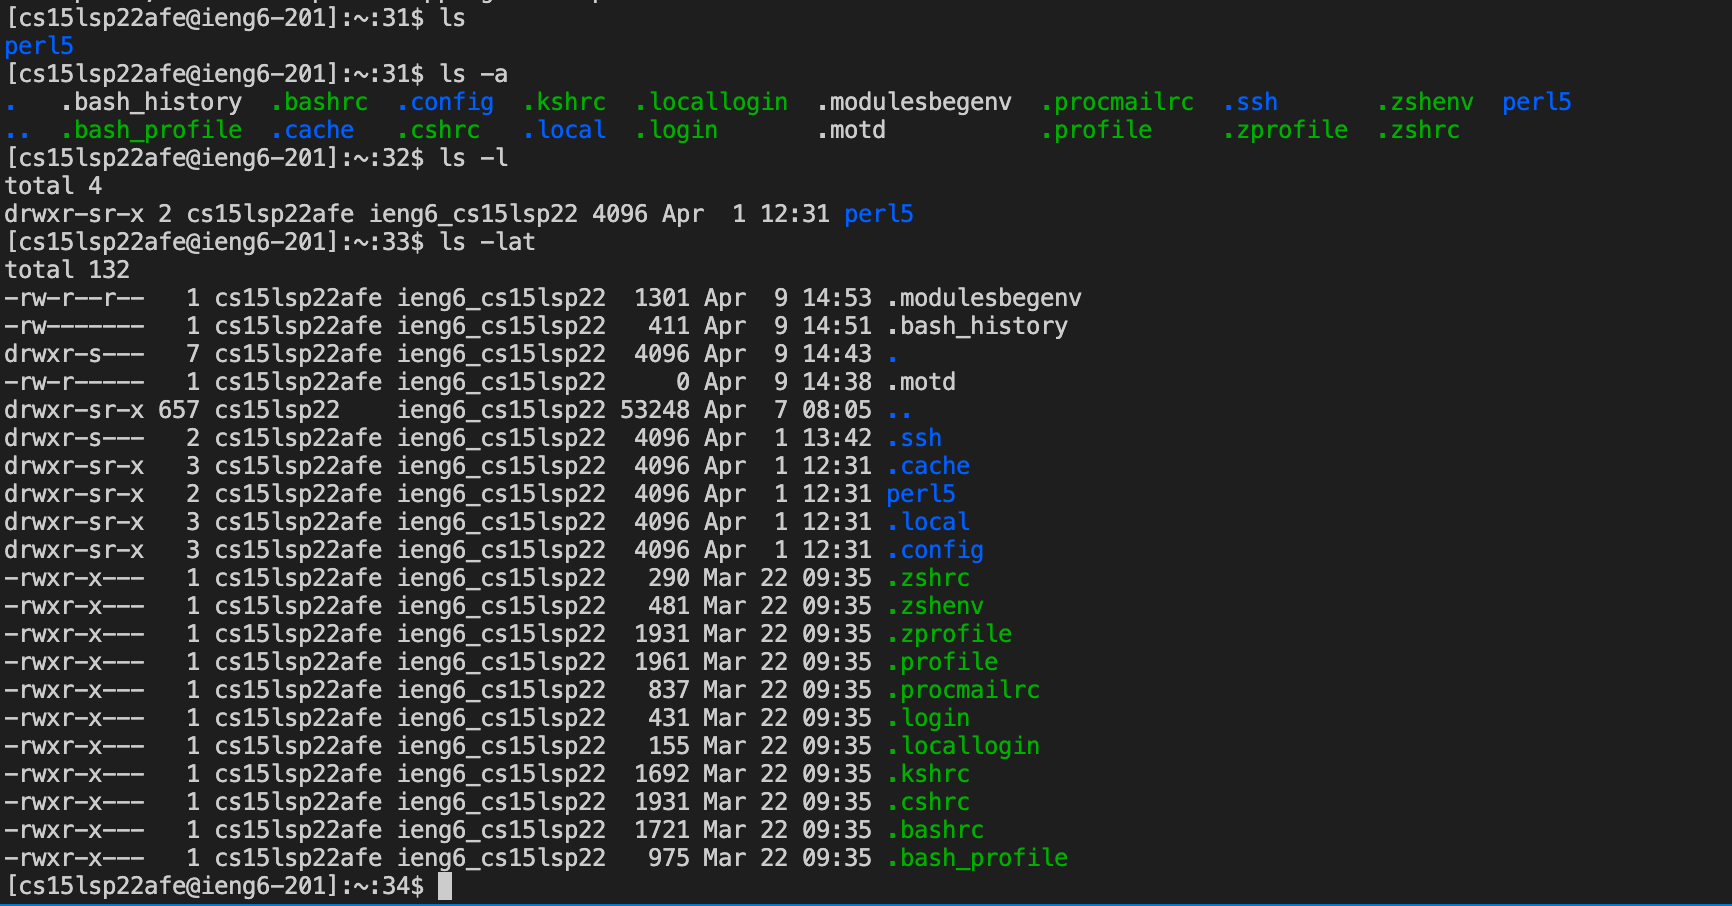 [cs15lsp22afe@ieng6-201]:~:31$ ls
perl5
[cs15lsp22afe@ieng6-201]:~:31$ ls -a
.   .bash_history  .bashrc  .config  .kshrc  .locallogin  .modulesbegenv  .procmailrc  .ssh       .zshenv  perl5
..  .bash_profile  .cache   .cshrc   .local  .login       .motd           .profile     .zprofile  .zshrc
[cs15lsp22afe@ieng6-201]:~:32$ ls -l
total 4
drwxr-sr-x 2 cs15lsp22afe ieng6_cs15lsp22 4096 Apr  1 12:31 perl5
[cs15lsp22afe@ieng6-201]:~:33$ ls -lat
total 132
-rw-r--r--   1 cs15lsp22afe ieng6_cs15lsp22  1301 Apr  9 14:53 .modulesbegenv
-rw-------   1 cs15lsp22afe ieng6_cs15lsp22   411 Apr  9 14:51 .bash_history
drwxr-s---   7 cs15lsp22afe ieng6_cs15lsp22  4096 Apr  9 14:43 .
-rw-r-----   1 cs15lsp22afe ieng6_cs15lsp22     0 Apr  9 14:38 .motd
drwxr-sr-x 657 cs15lsp22    ieng6_cs15lsp22 53248 Apr  7 08:05 ..
drwxr-s---   2 cs15lsp22afe ieng6_cs15lsp22  4096 Apr  1 13:42 .ssh
drwxr-sr-x   3 cs15lsp22afe ieng6_cs15lsp22  4096 Apr  1 12:31 .cache
drwxr-sr-x   2 cs15lsp22afe ieng6_cs15lsp22  4096 Apr  1 12:31 perl5
drwxr-sr-x   3 cs15lsp22afe ieng6_cs15lsp22  4096 Apr  1 12:31 .local
drwxr-sr-x   3 cs15lsp22afe ieng6_cs15lsp22  4096 Apr  1 12:31 .config
-rwxr-x---   1 cs15lsp22afe ieng6_cs15lsp22   290 Mar 22 09:35 .zshrc
-rwxr-x---   1 cs15lsp22afe ieng6_cs15lsp22   481 Mar 22 09:35 .zshenv
-rwxr-x---   1 cs15lsp22afe ieng6_cs15lsp22  1931 Mar 22 09:35 .zprofile
-rwxr-x---   1 cs15lsp22afe ieng6_cs15lsp22  1961 Mar 22 09:35 .profile
-rwxr-x---   1 cs15lsp22afe ieng6_cs15lsp22   837 Mar 22 09:35 .procmailrc
-rwxr-x---   1 cs15lsp22afe ieng6_cs15lsp22   431 Mar 22 09:35 .login
-rwxr-x---   1 cs15lsp22afe ieng6_cs15lsp22   155 Mar 22 09:35 .locallogin
-rwxr-x---   1 cs15lsp22afe ieng6_cs15lsp22  1692 Mar 22 09:35 .kshrc
-rwxr-x---   1 cs15lsp22afe ieng6_cs15lsp22  1931 Mar 22 09:35 .cshrc
-rwxr-x---   1 cs15lsp22afe ieng6_cs15lsp22  1721 Mar 22 09:35 .bashrc
-rwxr-x---   1 cs15lsp22afe ieng6_cs15lsp22   975 Mar 22 09:35 .bash_profile
[cs15lsp22afe@ieng6-201]:~:34$